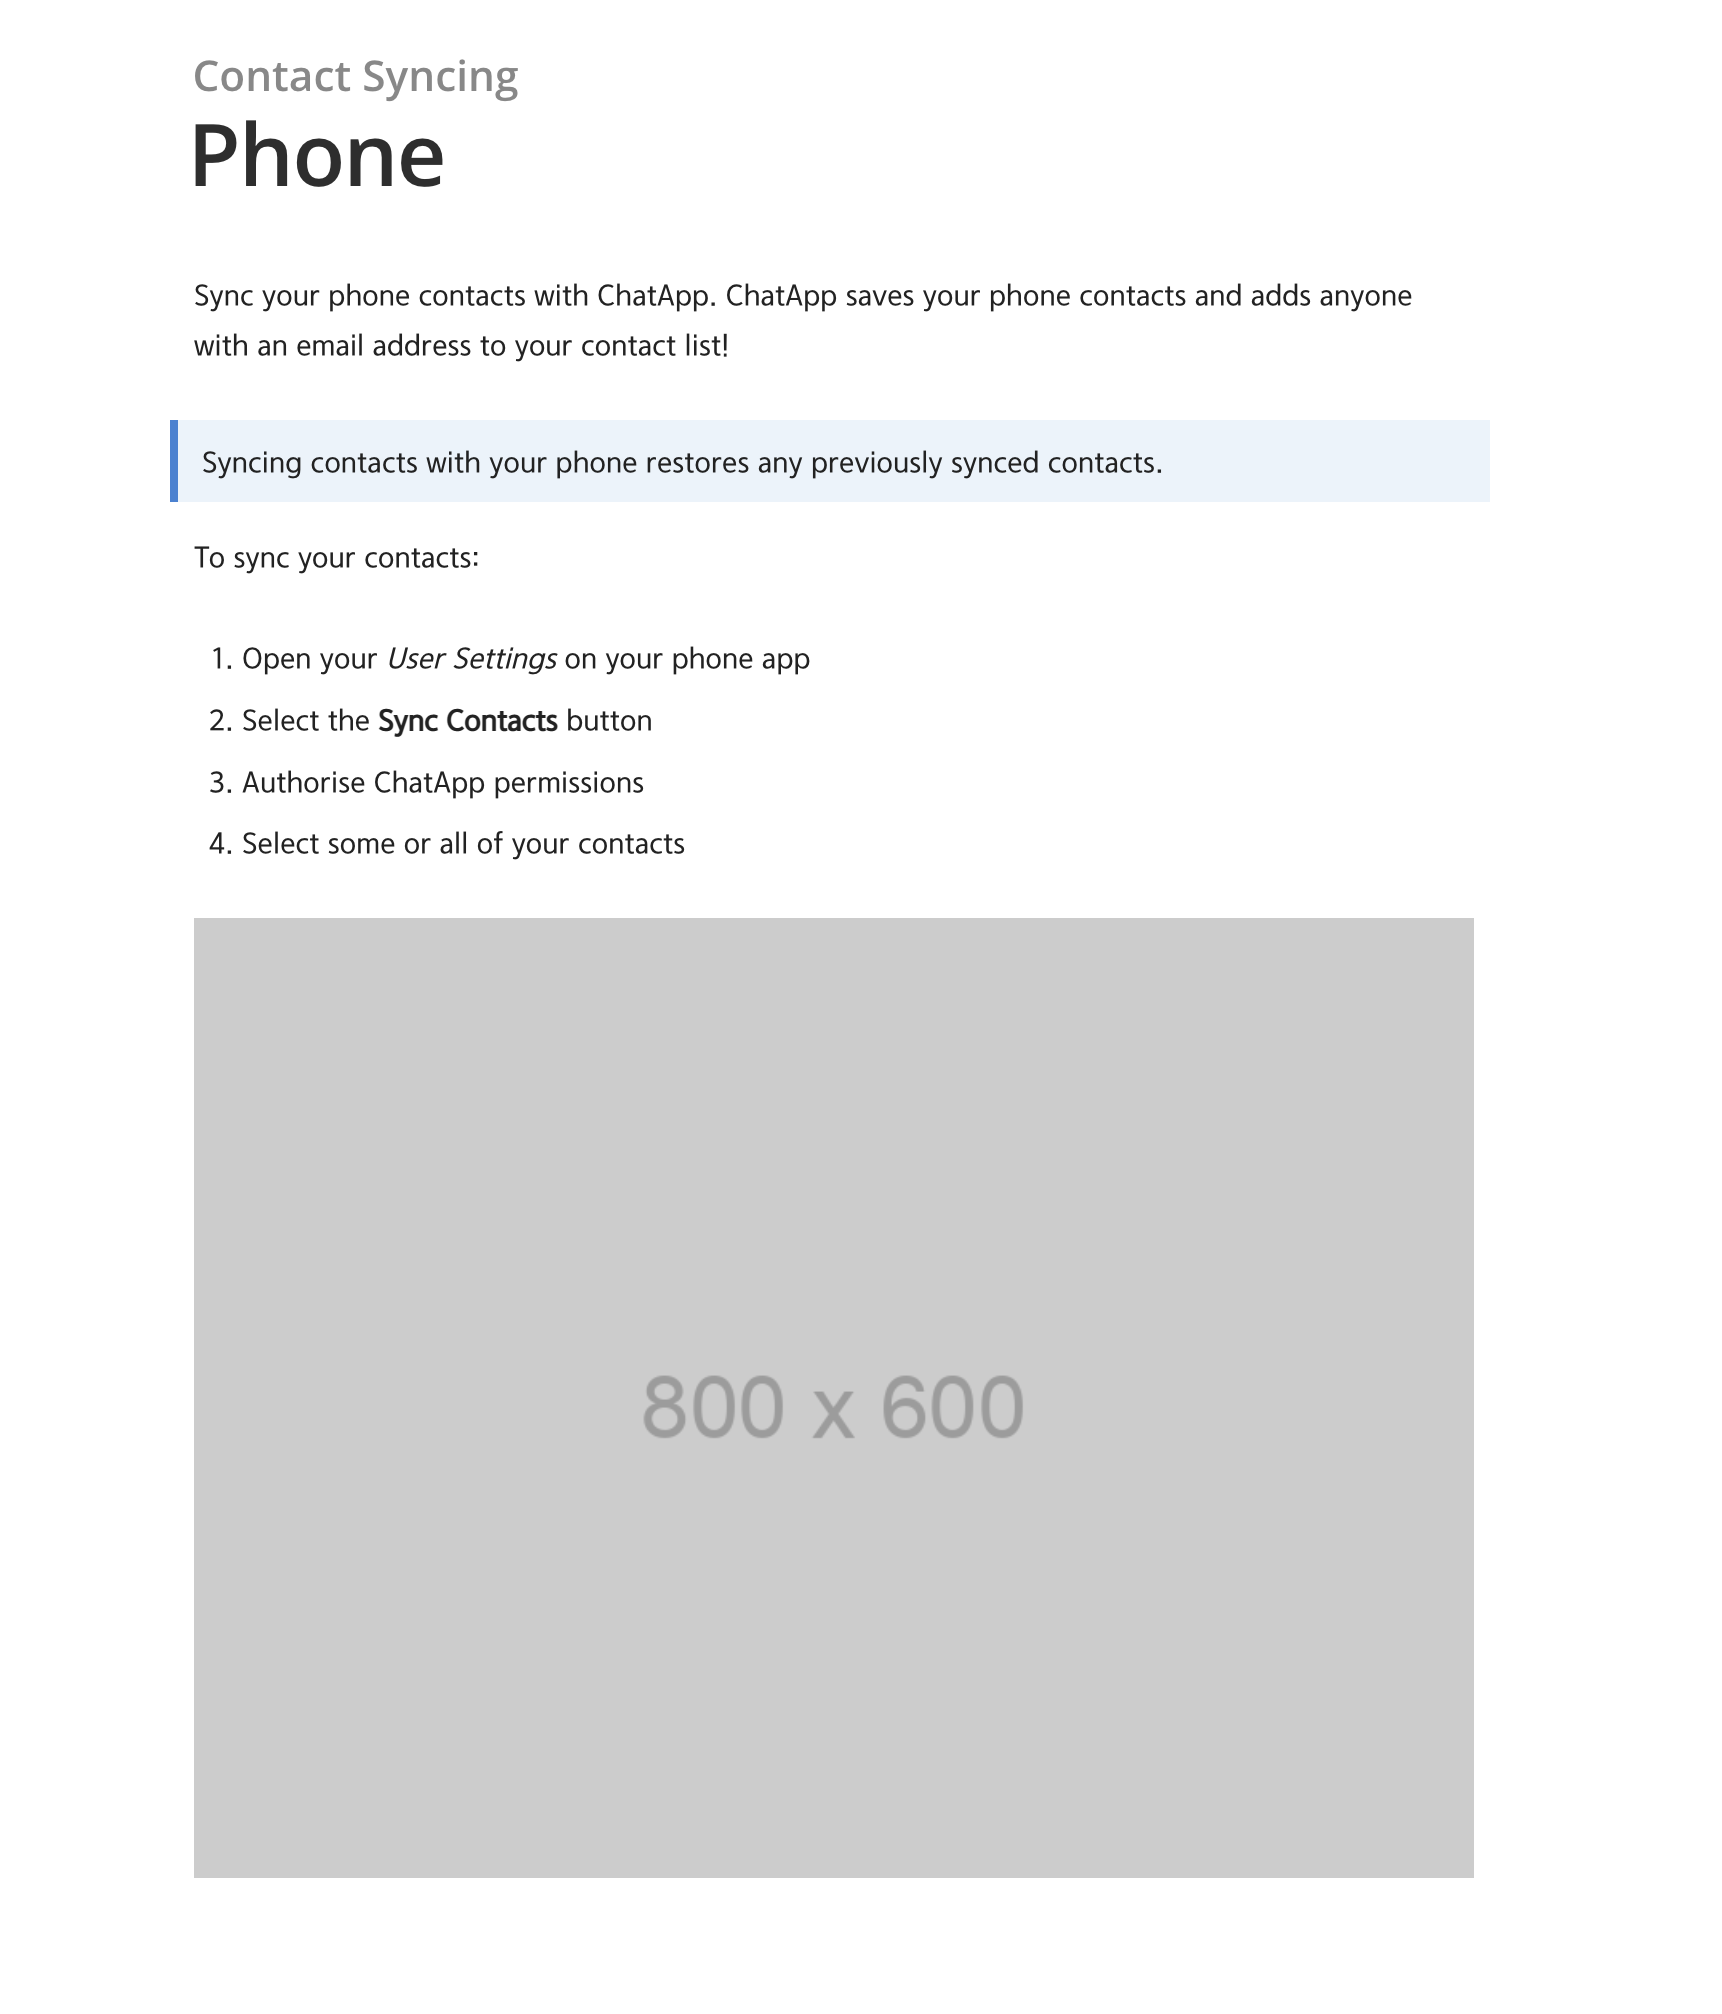 Contact Syncing
Phone
Sync your phone contacts with ChatApp. ChatApp saves your phone contacts and adds anyone
with an email address to your contact list!
Syncing contacts with your phone restores any previously synced contacts.
To sync your contacts:
1. Open your User Settings on your phone app
2. Select the Sync Contacts button
3. Authorise ChatApp permissions
4. Select some or all of your contacts
800 x 600